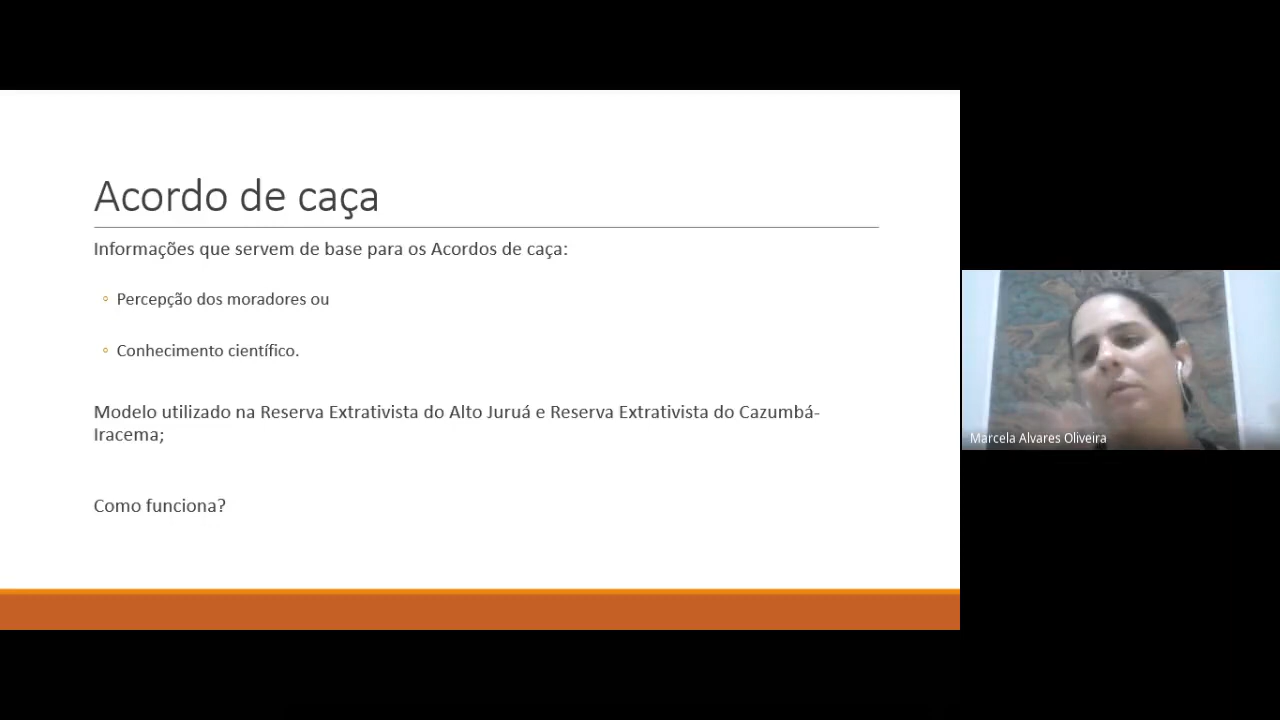 Acordo de caça
Informações que servem de base para os Acordos de caça:
◦ Percepção dos moradores ou
◦ Conhecimento científico.
Modelo utilizado na Reserva Extrativista do Alto Juruá e Reserva Extrativista do Cazumbá-
Iracema;
Como funciona?
Marcela Alvares Oliveira